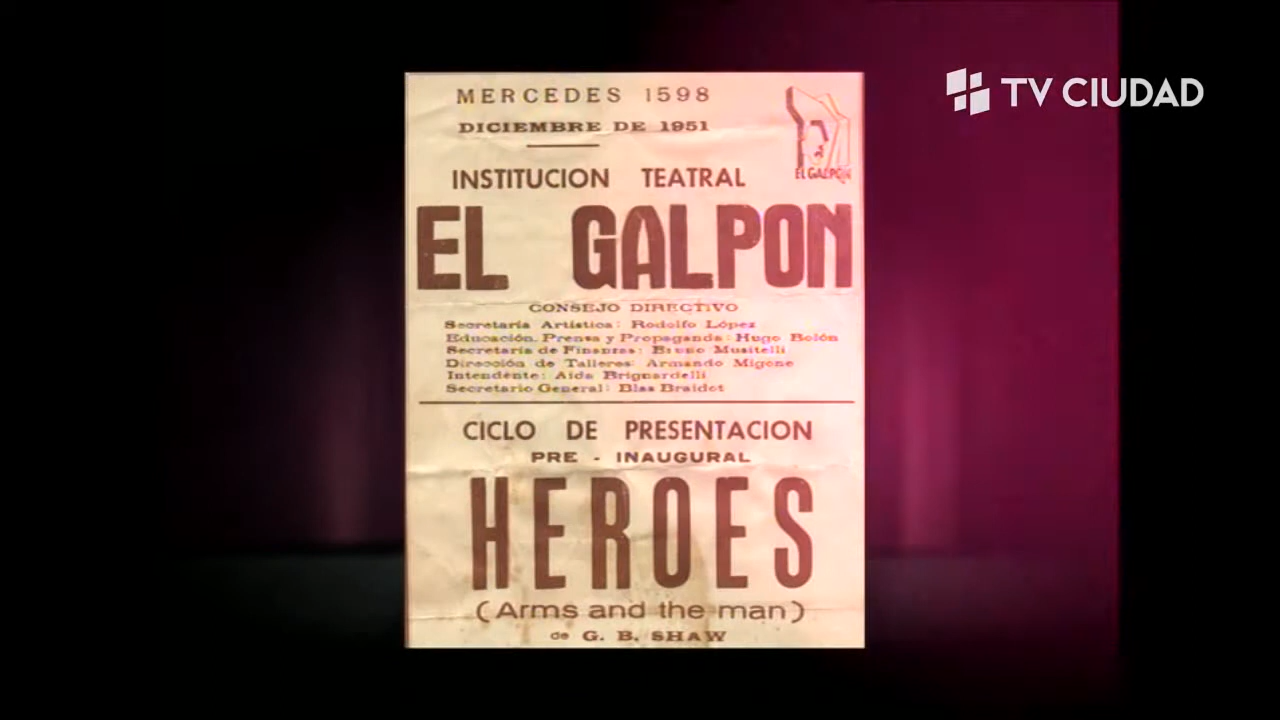 TV CIUDAD
MERCEDES 1598
DICIEMBRE DE 1951
EL GALPON
INSTITUCION TEATRAL
EL GALPON
CONSEJO DIRECTIVO
Secretaría Artística: Rodolfo López
Educación, Prensa y Propaganda: Hugo Bolón
Secretaría de Finanzas: Bruno Musitelli
Dirección de Talleres: Armando Migone
Intendente: Aida Brignardelli
Secretario General: Blas Braidot
CICLO DE PRESENTACION
PRE - INAUGURAL
HEROES
(Arms and the man)
de G. B. SHAW